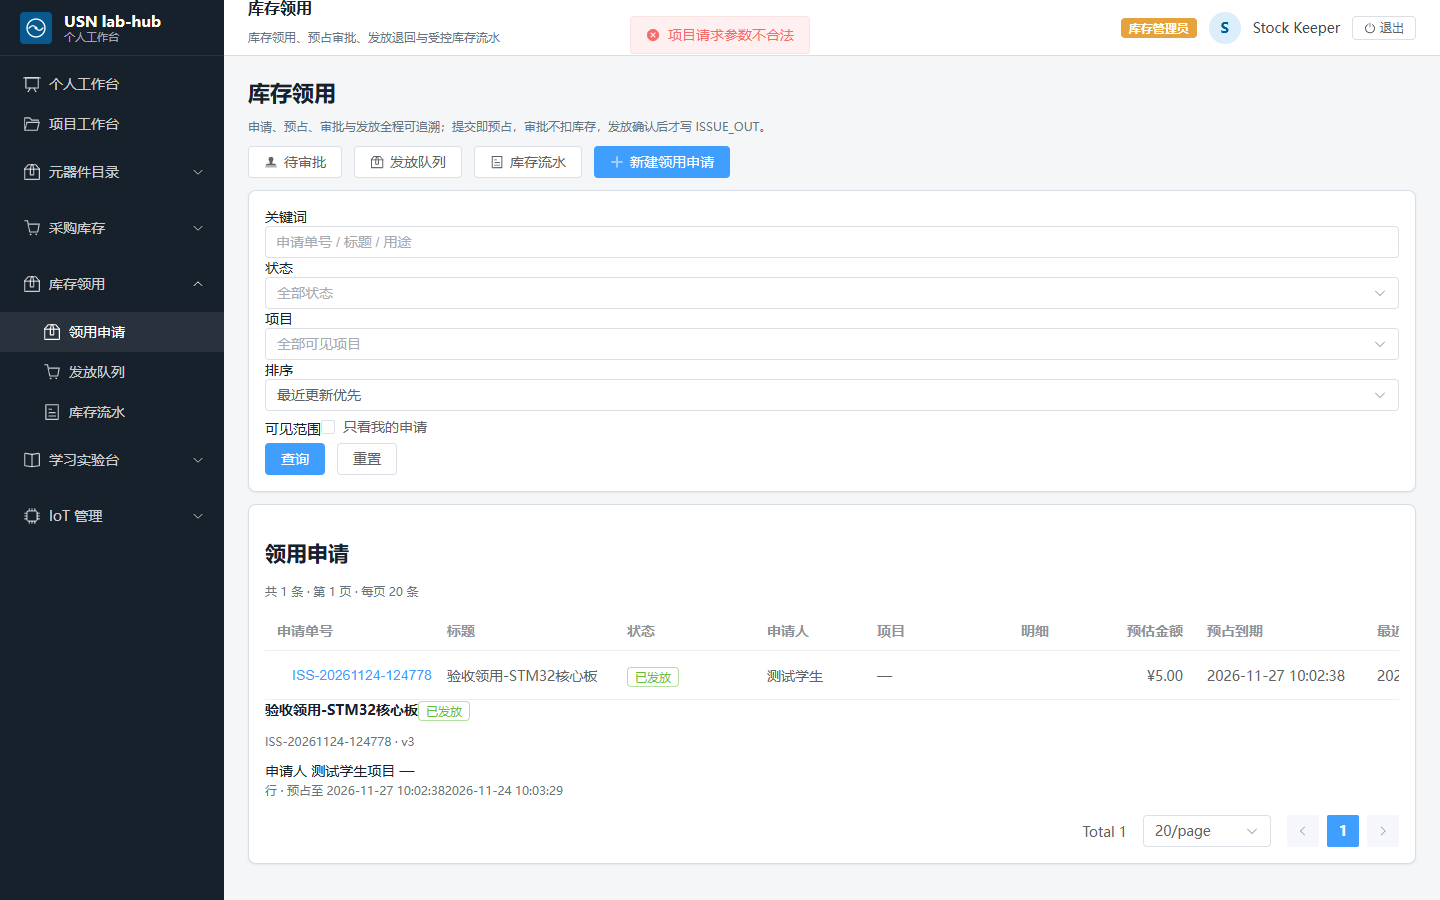 USN lab-hub
个人工作台
个人工作台
项目工作台
元器件目录
采购库存
库存领用
领用申请
发放队列
库存流水
学习实验台
IoT 管理
库存领用
库存领用、预占审批、发放退回与受控库存流水
项目请求参数不合法
库存管理员
S
Stock Keeper
退出
库存领用
申请、预占、审批与发放全程可追溯；提交即预占，审批不扣库存，发放确认后才写 ISSUE_OUT。
待审批
发放队列
库存流水
新建领用申请
关键词
申请单号 / 标题 / 用途
状态
全部状态
项目
全部可见项目
排序
最近更新优先
可见范围 只看我的申请
查询 重置
领用申请
共 1 条 · 第 1 页 · 每页 20 条
申请单号 标题 状态 申请人 项目 明细 预估金额 预占到期 最近
ISS-20261124-124778 验收领用-STM32核心板 已发放 测试学生 — ¥5.00 2026-11-27 10:02:38 202
验收领用-STM32核心板 已发放
ISS-20261124-124778 · v3
申请人 测试学生项目 —
行 · 预占至 2026-11-27 10:02:382026-11-24 10:03:29
Total 1 20/page 1